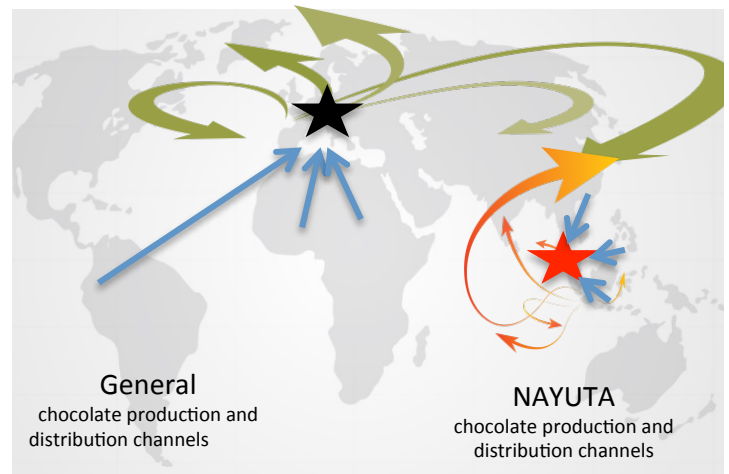 General
chocolate production and
distribution channels
NAYUTA
chocolate production and
distribution channels